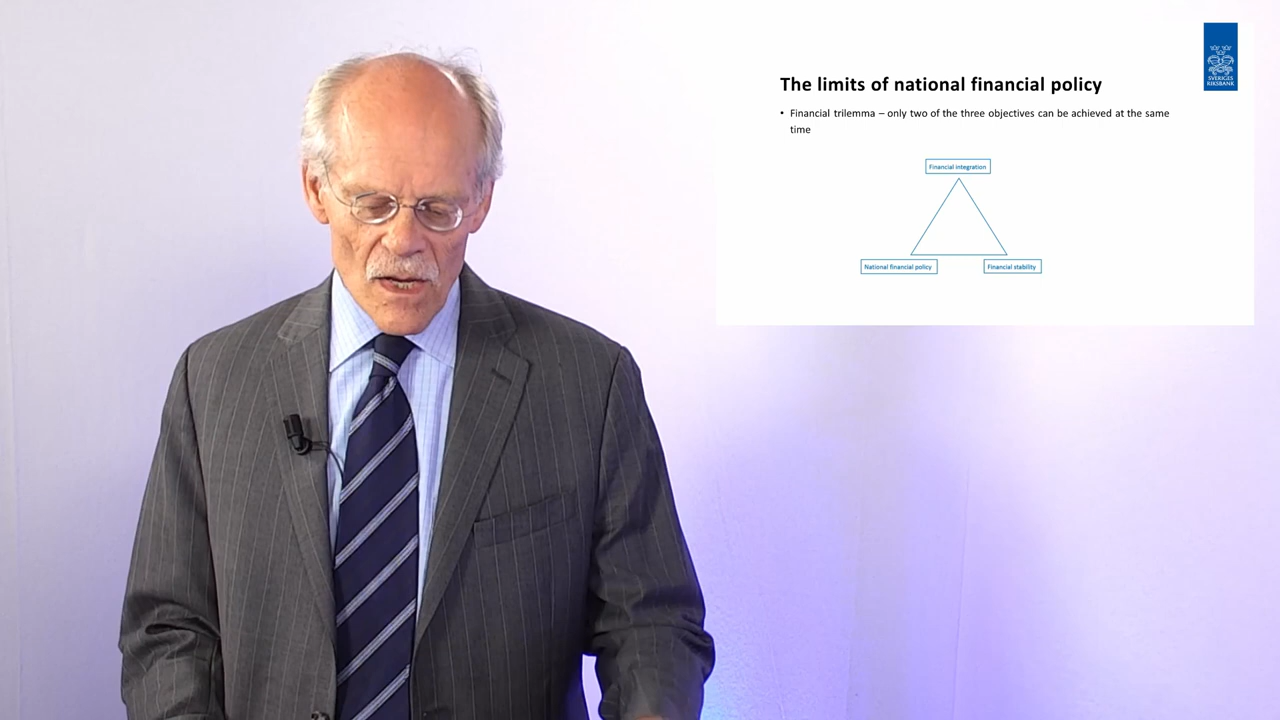 SVERIGES
RIKSBANK
The limits of national financial policy
• Financial trilemma – only two of the three objectives can be achieved at the same
time
Financial integration
National financial policy
Financial stability